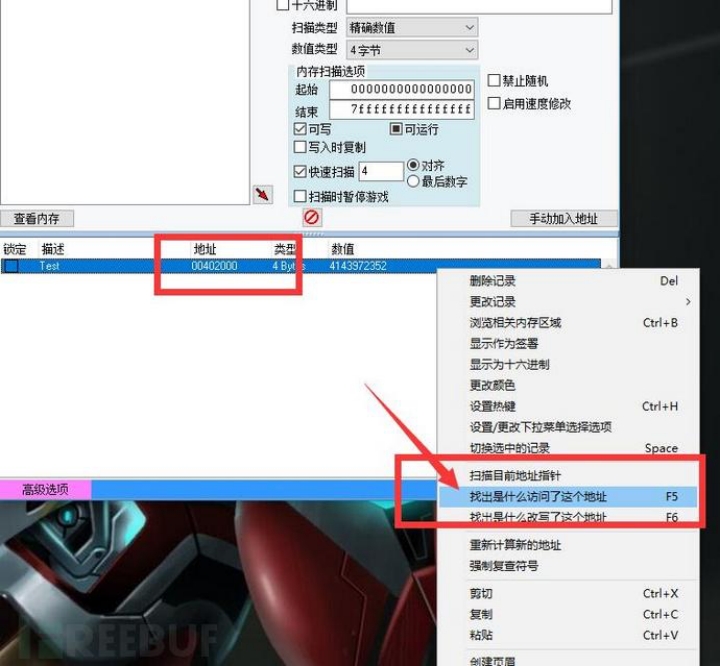 十六进制
扫描类型 精确数值
数值类型 4字节
内存扫描选项
起始 0000000000000000
结束 7fffffffffffffff
禁止随机
启用速度修改
可写 可运行
写入时复制
快速扫描 4 对齐
最后数字
扫描时暂停游戏
查看内存 手动加入地址
锁定 描述 地址 类型 数值
Test 00402000 4 Bytes 4143972352
删除记录 Del
更改记录
浏览相关内存区域 Ctrl+B
显示作为签署
显示为十六进制
更改颜色
设置热键 Ctrl+H
设置/更改下拉菜单选择选项
切换选中的记录 Space
扫描目前地址指针
找出是什么访问了这个地址 F5
找出是什么改写了这个地址 F6
重新计算新的地址
强制复查符号
剪切 Ctrl+X
复制 Ctrl+C
粘贴 Ctrl+V
创建页眉
高级选项
REEBUF